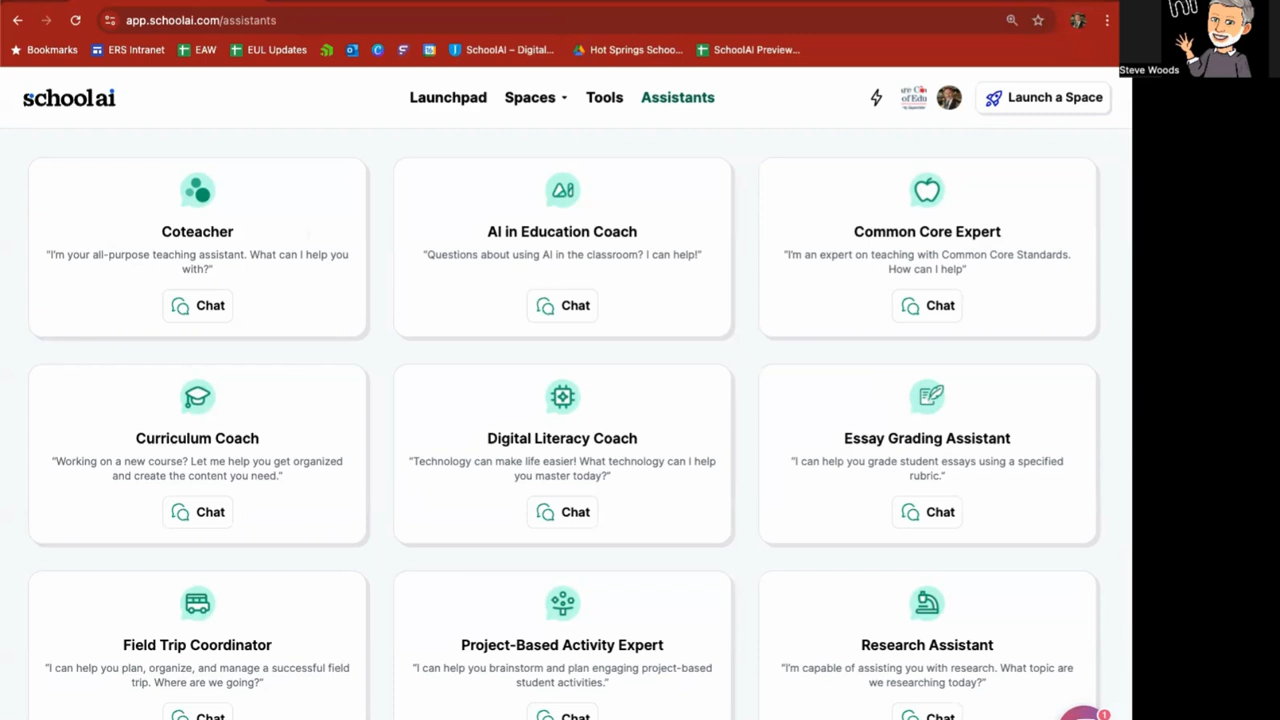 app.schoolai.com/assistants
Bookmarks ERS Intranet EAW EUL Updates SchoolAI – Digital... Hot Springs Schoo... SchoolAI Preview...
Steve Woods
schoolai Launchpad Spaces Tools Assistants Launch a Space
Coteacher
"I'm your all-purpose teaching assistant. What can I help you
with?"
Chat
AI in Education Coach
"Questions about using AI in the classroom? I can help!"
Chat
Common Core Expert
"I'm an expert on teaching with Common Core Standards.
How can I help"
Chat
Curriculum Coach
"Working on a new course? Let me help you get organized
and create the content you need."
Chat
Digital Literacy Coach
"Technology can make life easier! What technology can I help
you master today?"
Chat
Essay Grading Assistant
"I can help you grade student essays using a specified
rubric."
Chat
Field Trip Coordinator
"I can help you plan, organize, and manage a successful field
trip. Where are we going?"
Chat
Project-Based Activity Expert
"I can help you brainstorm and plan engaging project-based
student activities."
Chat
Research Assistant
"I'm capable of assisting you with research. What topic are
we researching today?"
Chat
1